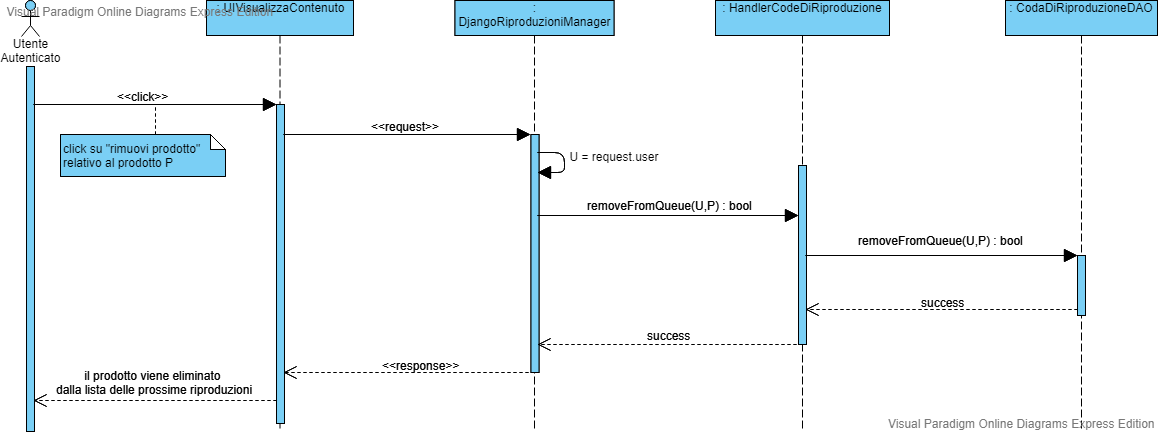 Visual Paradigm Online Diagrams Express Edition
: UIVisualizzaContenuto
:
DjangoRiproduzioniManager
: HandlerCodeDiRiproduzione
: CodaDiRiproduzioneDAO
Utente
Autenticato
<<click>>
click su "rimuovi prodotto"
relativo al prodotto P
<<request>>
U = request.user
removeFromQueue(U,P) : bool
removeFromQueue(U,P) : bool
success
success
<<response>>
il prodotto viene eliminato
dalla lista delle prossime riproduzioni
Visual Paradigm Online Diagrams Express Edition